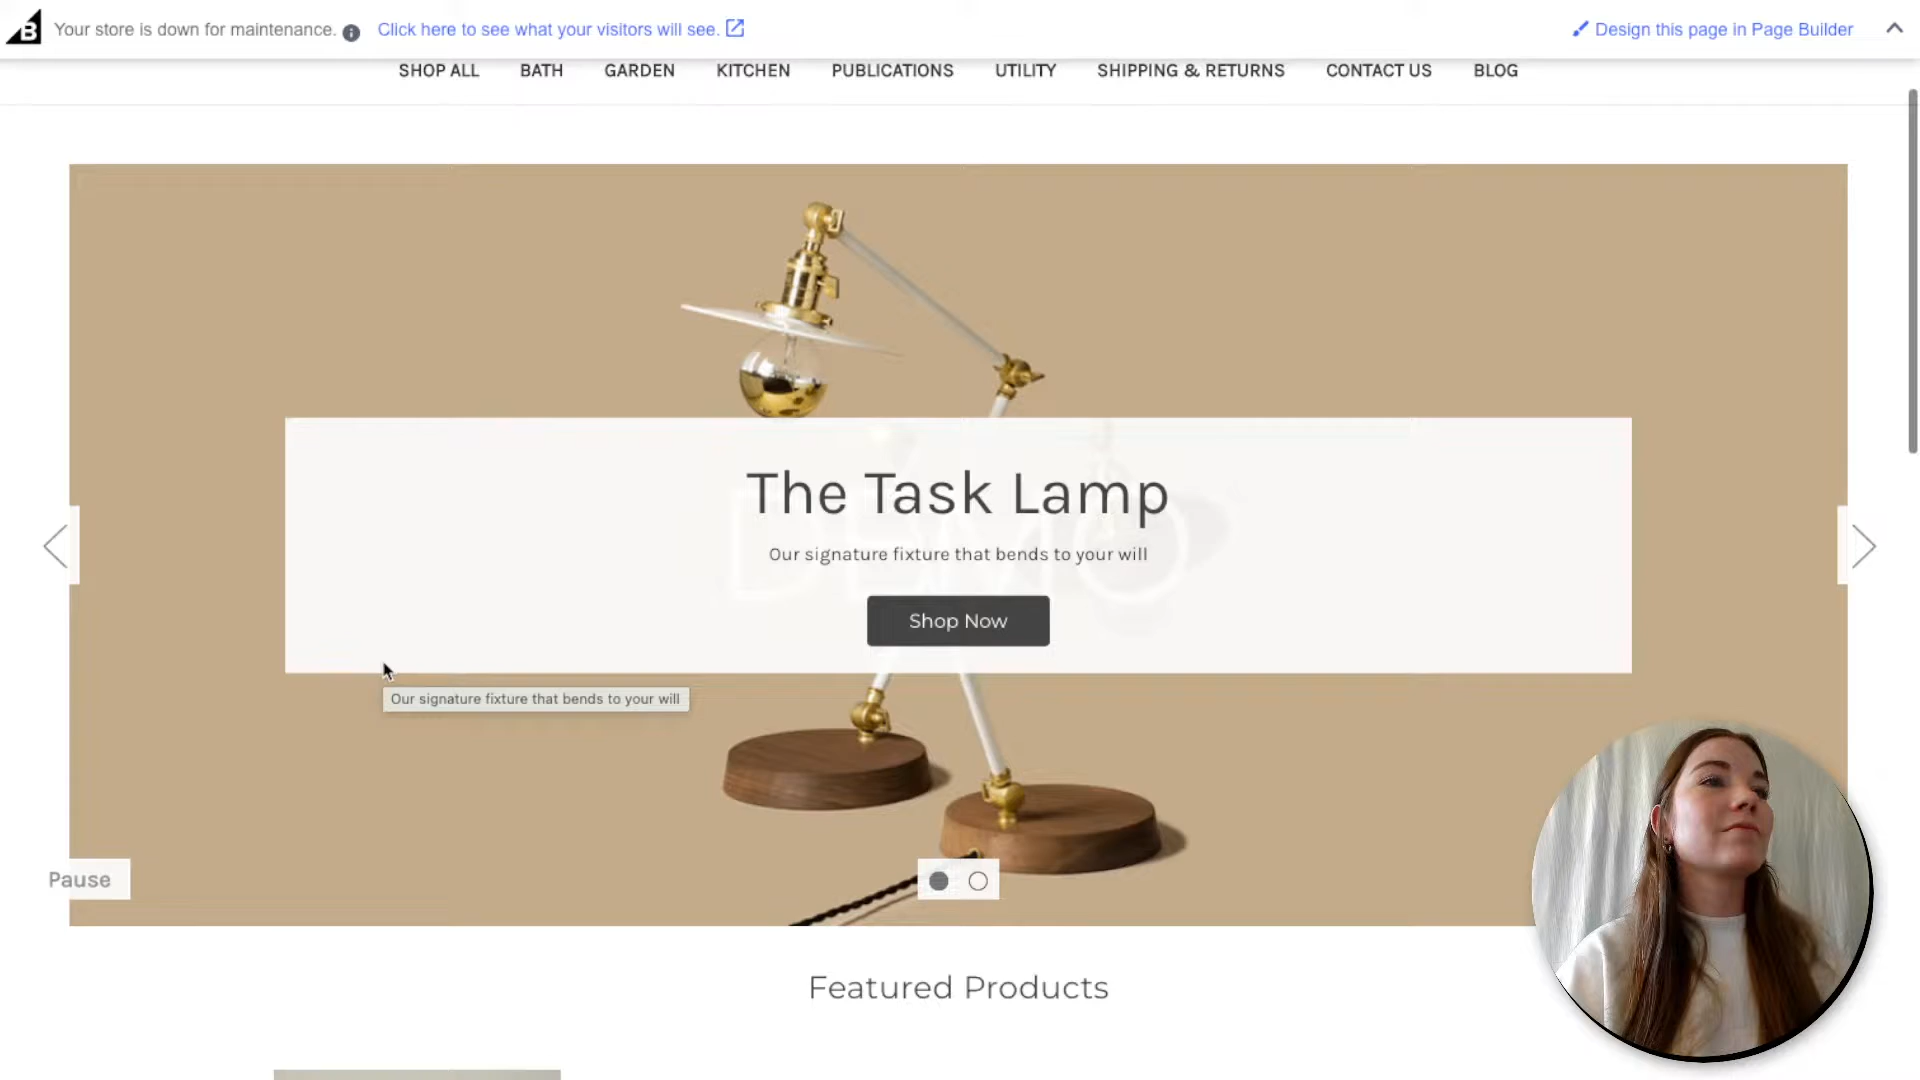 B Your store is down for maintenance. Click here to see what your visitors will see. Design this page in Page Builder
SHOP ALL BATH GARDEN KITCHEN PUBLICATIONS UTILITY SHIPPING & RETURNS CONTACT US BLOG
The Task Lamp
Our signature fixture that bends to your will
Shop Now
Our signature fixture that bends to your will
Pause
Featured Products